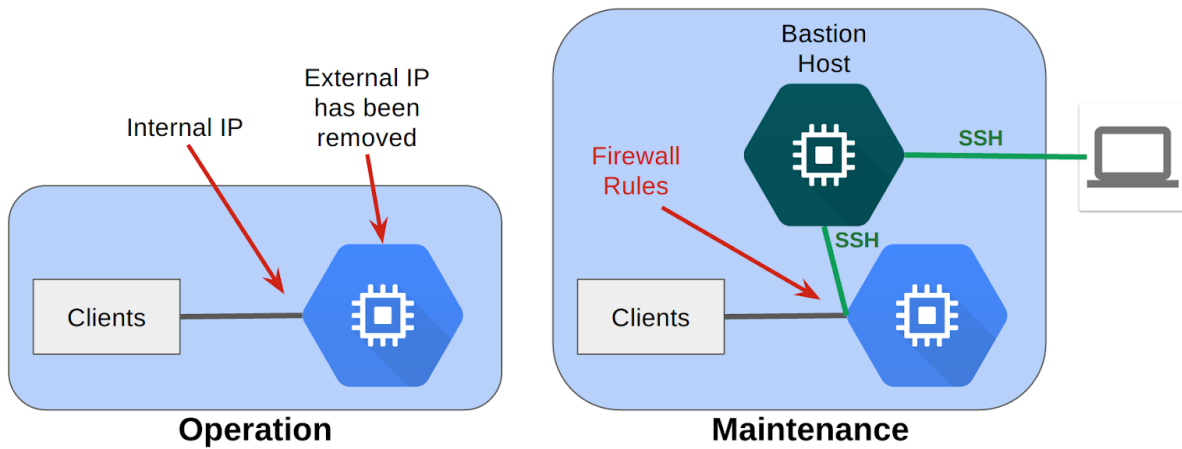 Internal IP
External IP
has been
removed
Clients
Operation
Bastion
Host
Firewall
Rules
SSH
SSH
Clients
Maintenance